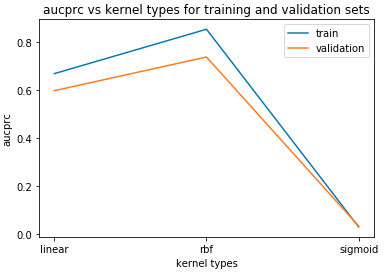 aucprc vs kernel types for training and validation sets
train
validation
aucprc
0.8
0.6
0.4
0.2
0.0
linear
rbf
sigmoid
kernel types